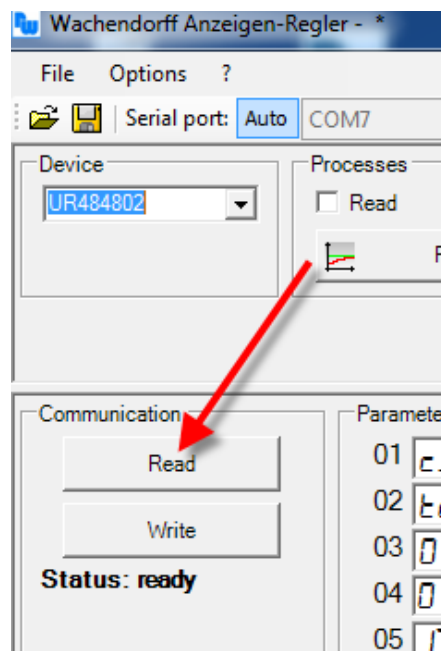 Wachendorff Anzeigen-Regler - *
File Options ?
Serial port: Auto COM7
Device
UR484802
Processes
Read
Communication
Read
Write
Status: ready
Paramete
01
02
03
04
05